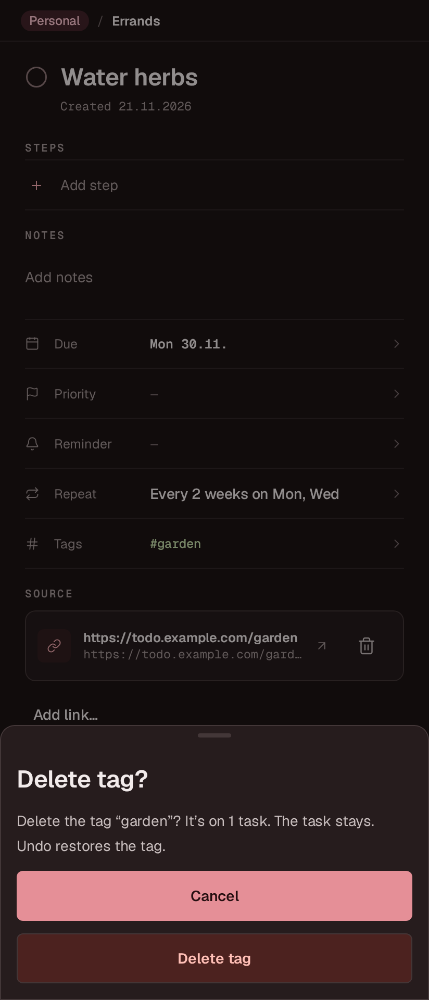 Personal / Errands
Water herbs
Created 21.11.2026
STEPS
+ Add step
NOTES
Add notes
Due Mon 30.11.
Priority –
Reminder –
Repeat Every 2 weeks on Mon, Wed
Tags #garden
SOURCE
https://todo.example.com/garden
https://todo.example.com/gard…
Add link…
Delete tag?
Delete the tag “garden”? It’s on 1 task. The task stays.
Undo restores the tag.
Cancel
Delete tag